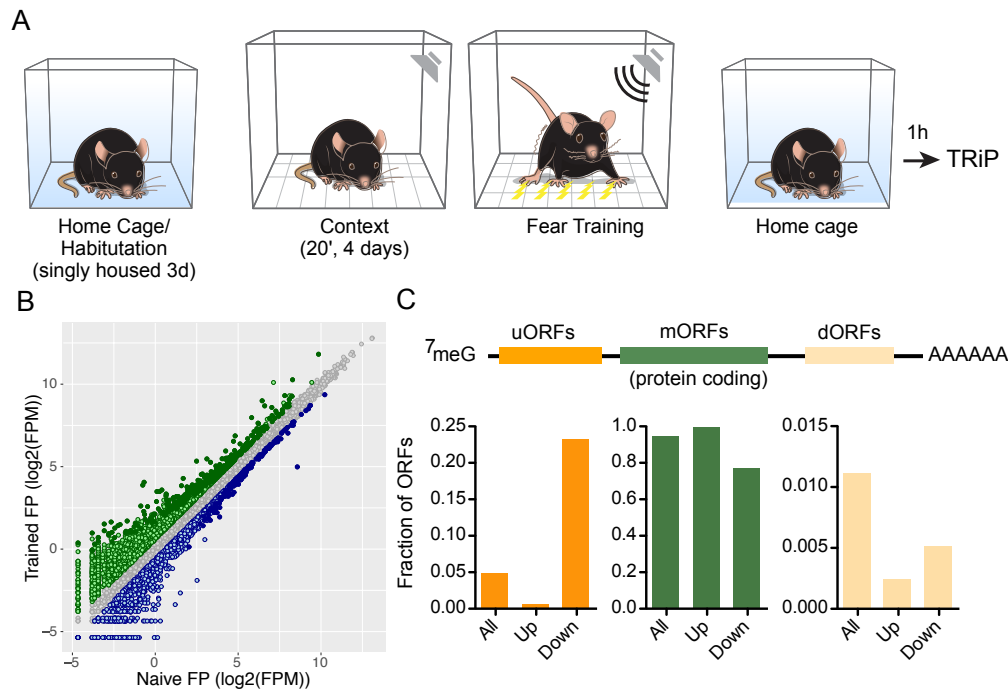 A
Home Cage/
Habitutation
(singly housed 3d)
Context
(20', 4 days)
Fear Training
Home cage
1h
TRiP
B
Trained FP (log2(FPM))
10
5
0
−5
−5
0
5
10
Naive FP (log2(FPM))
C
7meG
uORFs
mORFs
dORFs
AAAAAA
(protein coding)
Fraction of ORFs
0.25
0.20
0.15
0.10
0.05
0.00
All
Up
Down
1.0
0.8
0.6
0.4
0.2
0.0
All
Up
Down
0.015
0.010
0.005
0.000
All
Up
Down